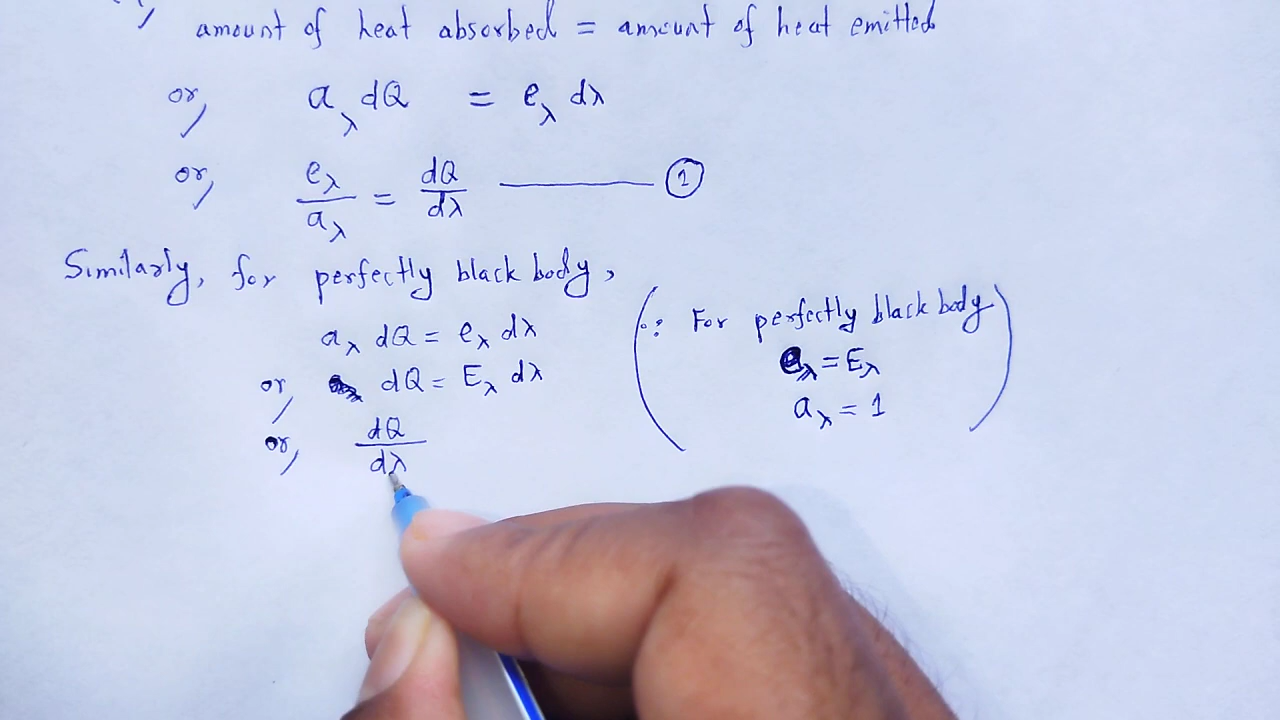 amount of heat absorbed = amount of heat emitted
or, a_λ dQ = e_λ dλ
or, e_λ/a_λ = dQ/dλ ——— ①
Similarly, for perfectly black body,
a_λ dQ = e_λ dλ
or, dQ = E_λ dλ
or, dQ/dλ
(∵ For perfectly black body
e_λ = E_λ
a_λ = 1)